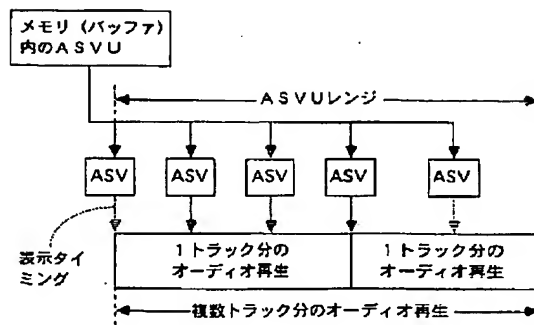 メモリ（バッファ）
内のＡＳＶＵ
ＡＳＶＵレンジ
ASV
ASV
ASV
ASV
ASV
表示タイ
ミング
１トラック分の
オーディオ再生
１トラック分の
オーディオ再生
複数トラック分のオーディオ再生